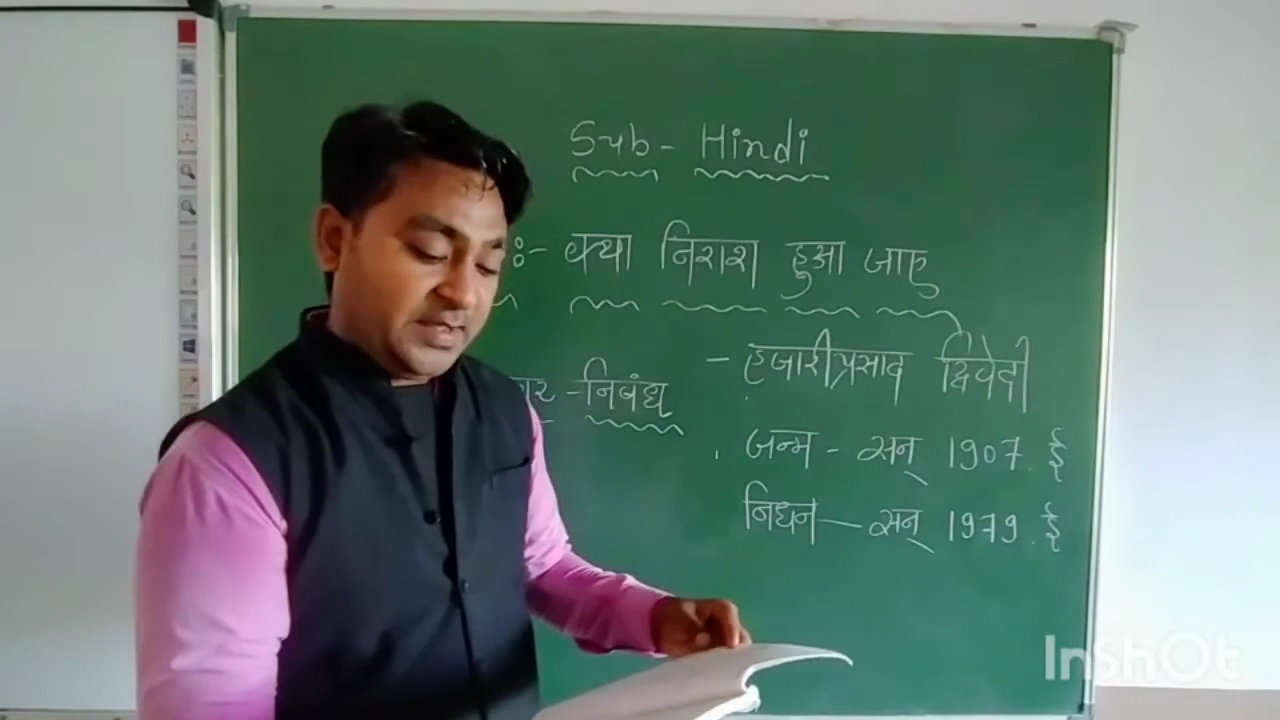 Sub - Hindi
:- क्या निराश हुआ जाए
- हजारीप्रसाद द्विवेदी
- निबंध
जन्म - सन् 1907. ई
निधन — सन् 1979. ई
InShOt